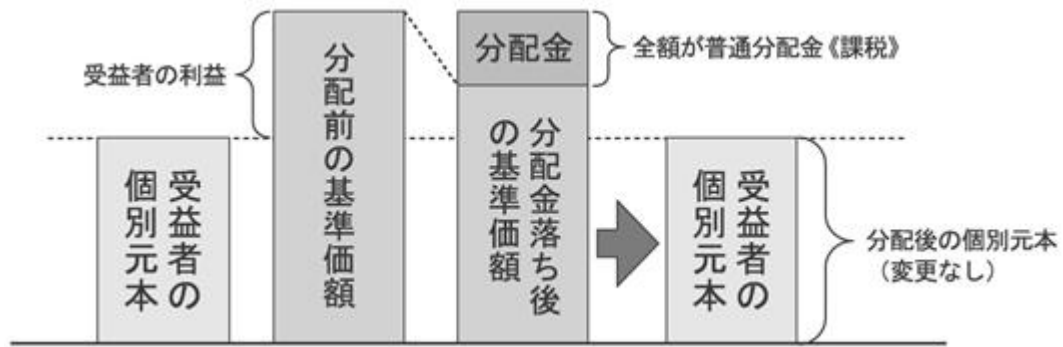 受益者の利益
受益者の
個別元本
分配前の基準価額
分配金
全額が普通分配金《課税》
分配金落ち後
の基準価額
受益者の
個別元本
分配後の個別元本
（変更なし）